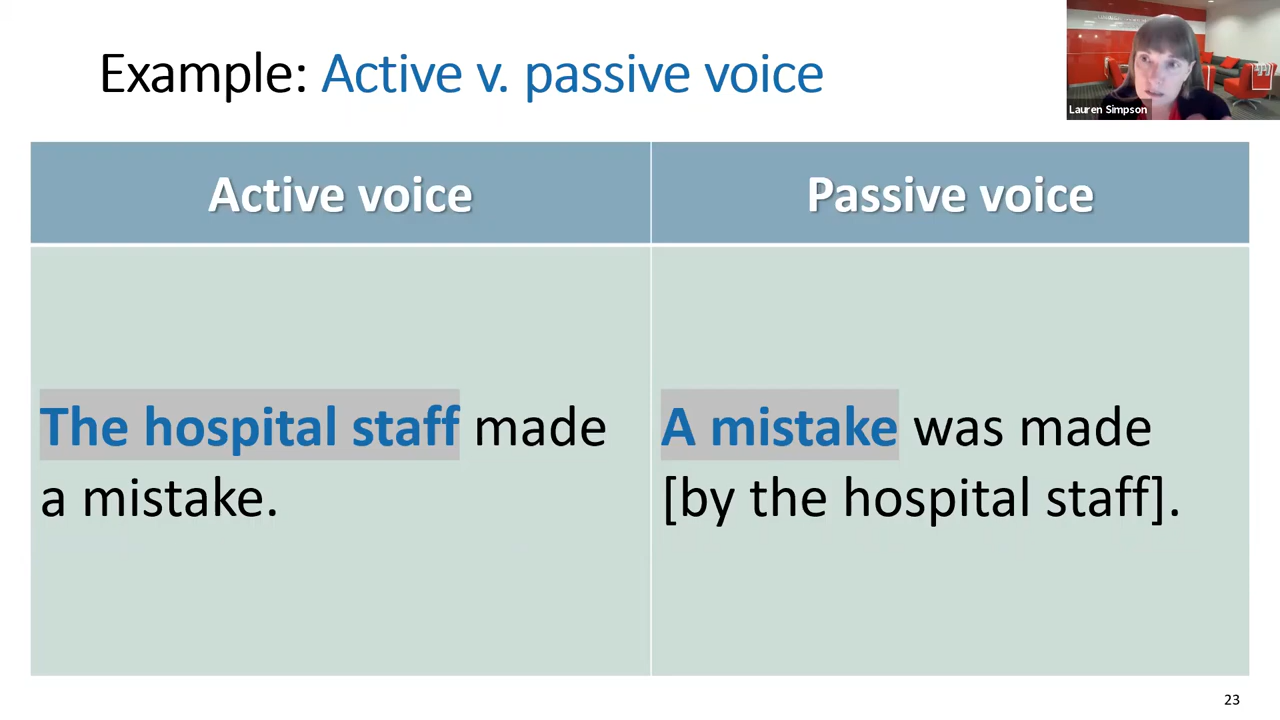 Example: Active v. passive voice
Lauren Simpson
Active voice
Passive voice
The hospital staff made
a mistake.
A mistake was made
[by the hospital staff].
23